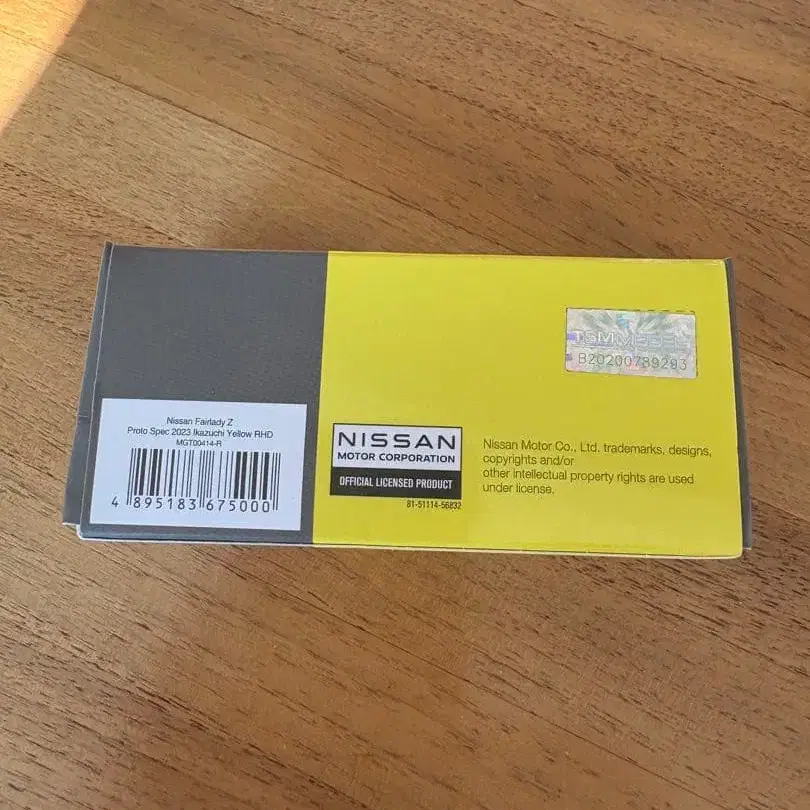 TSM MODEL
B20200789293
Nissan Fairlady Z
Proto Spec 2023 Ikazuchi Yellow RHD
MGT00414-R
4 895183 675000
NISSAN
MOTOR CORPORATION
OFFICIAL LICENSED PRODUCT
81-51114-56832
Nissan Motor Co., Ltd. trademarks, designs,
copyrights and/or
other intellectual property rights are used
under license.